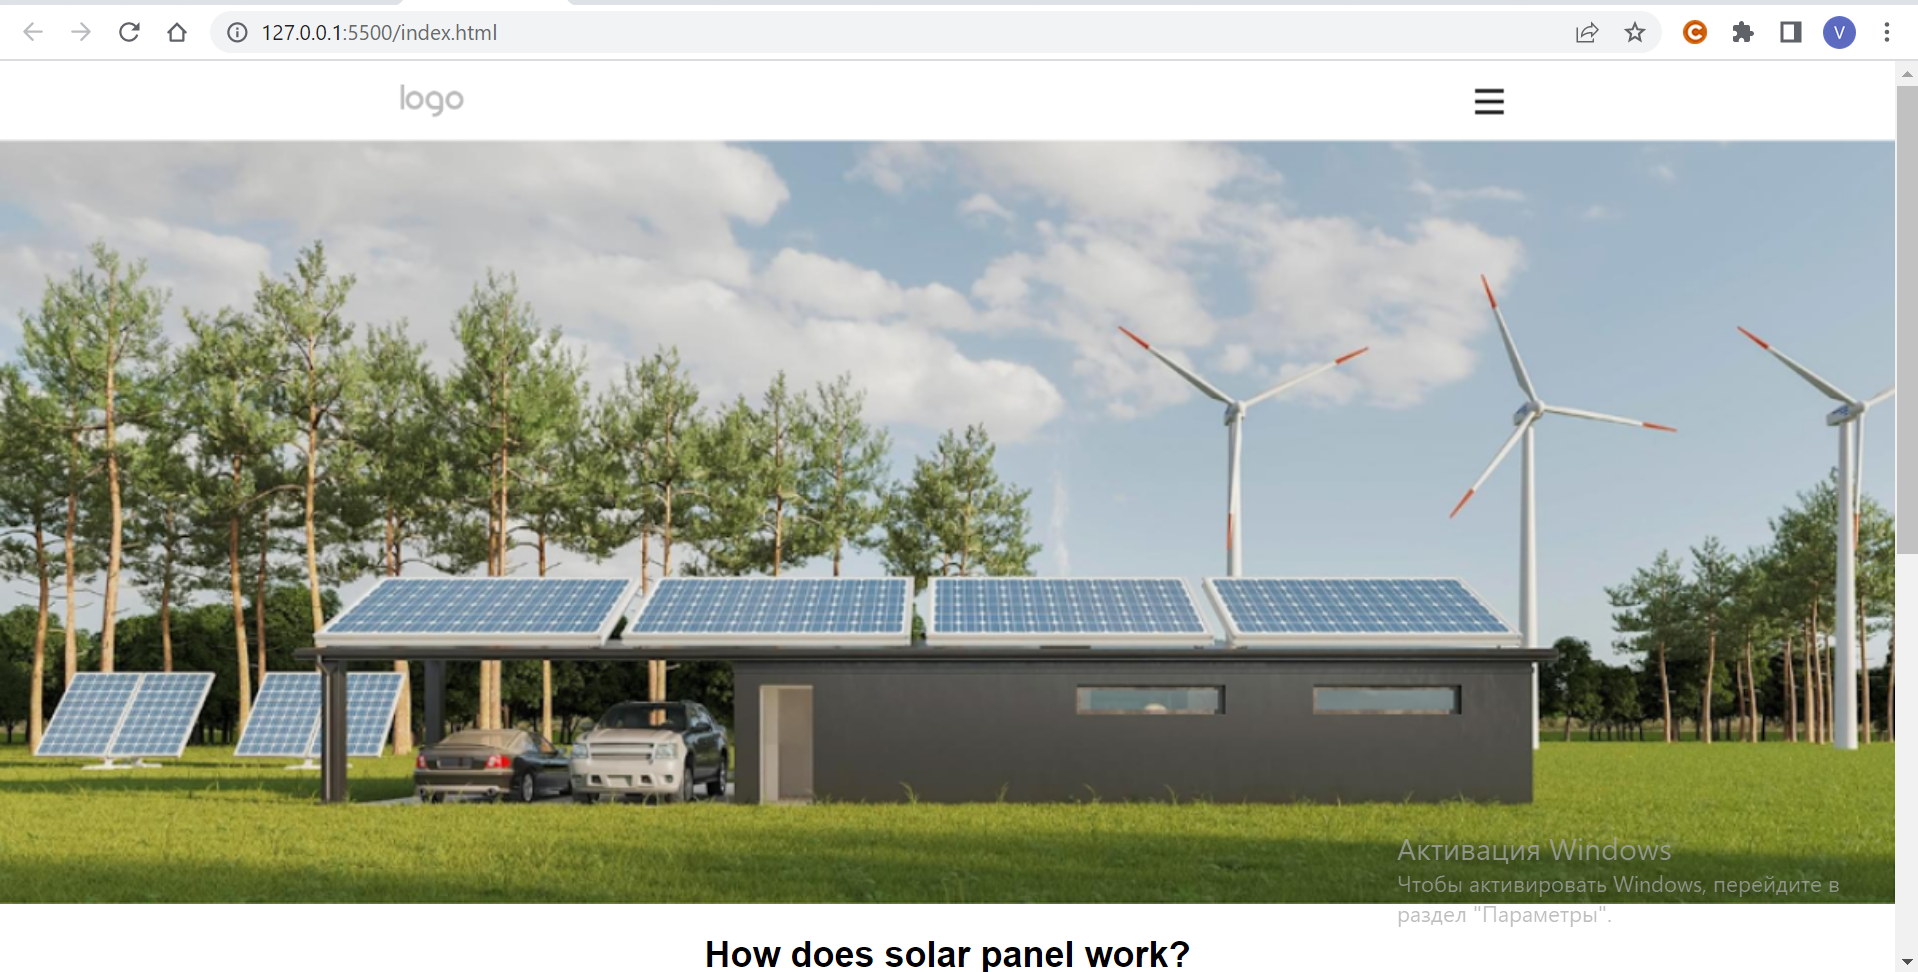 127.0.0.1:5500/index.html
V
logo
Активация Windows
Чтобы активировать Windows, перейдите в
раздел "Параметры".
How does solar panel work?